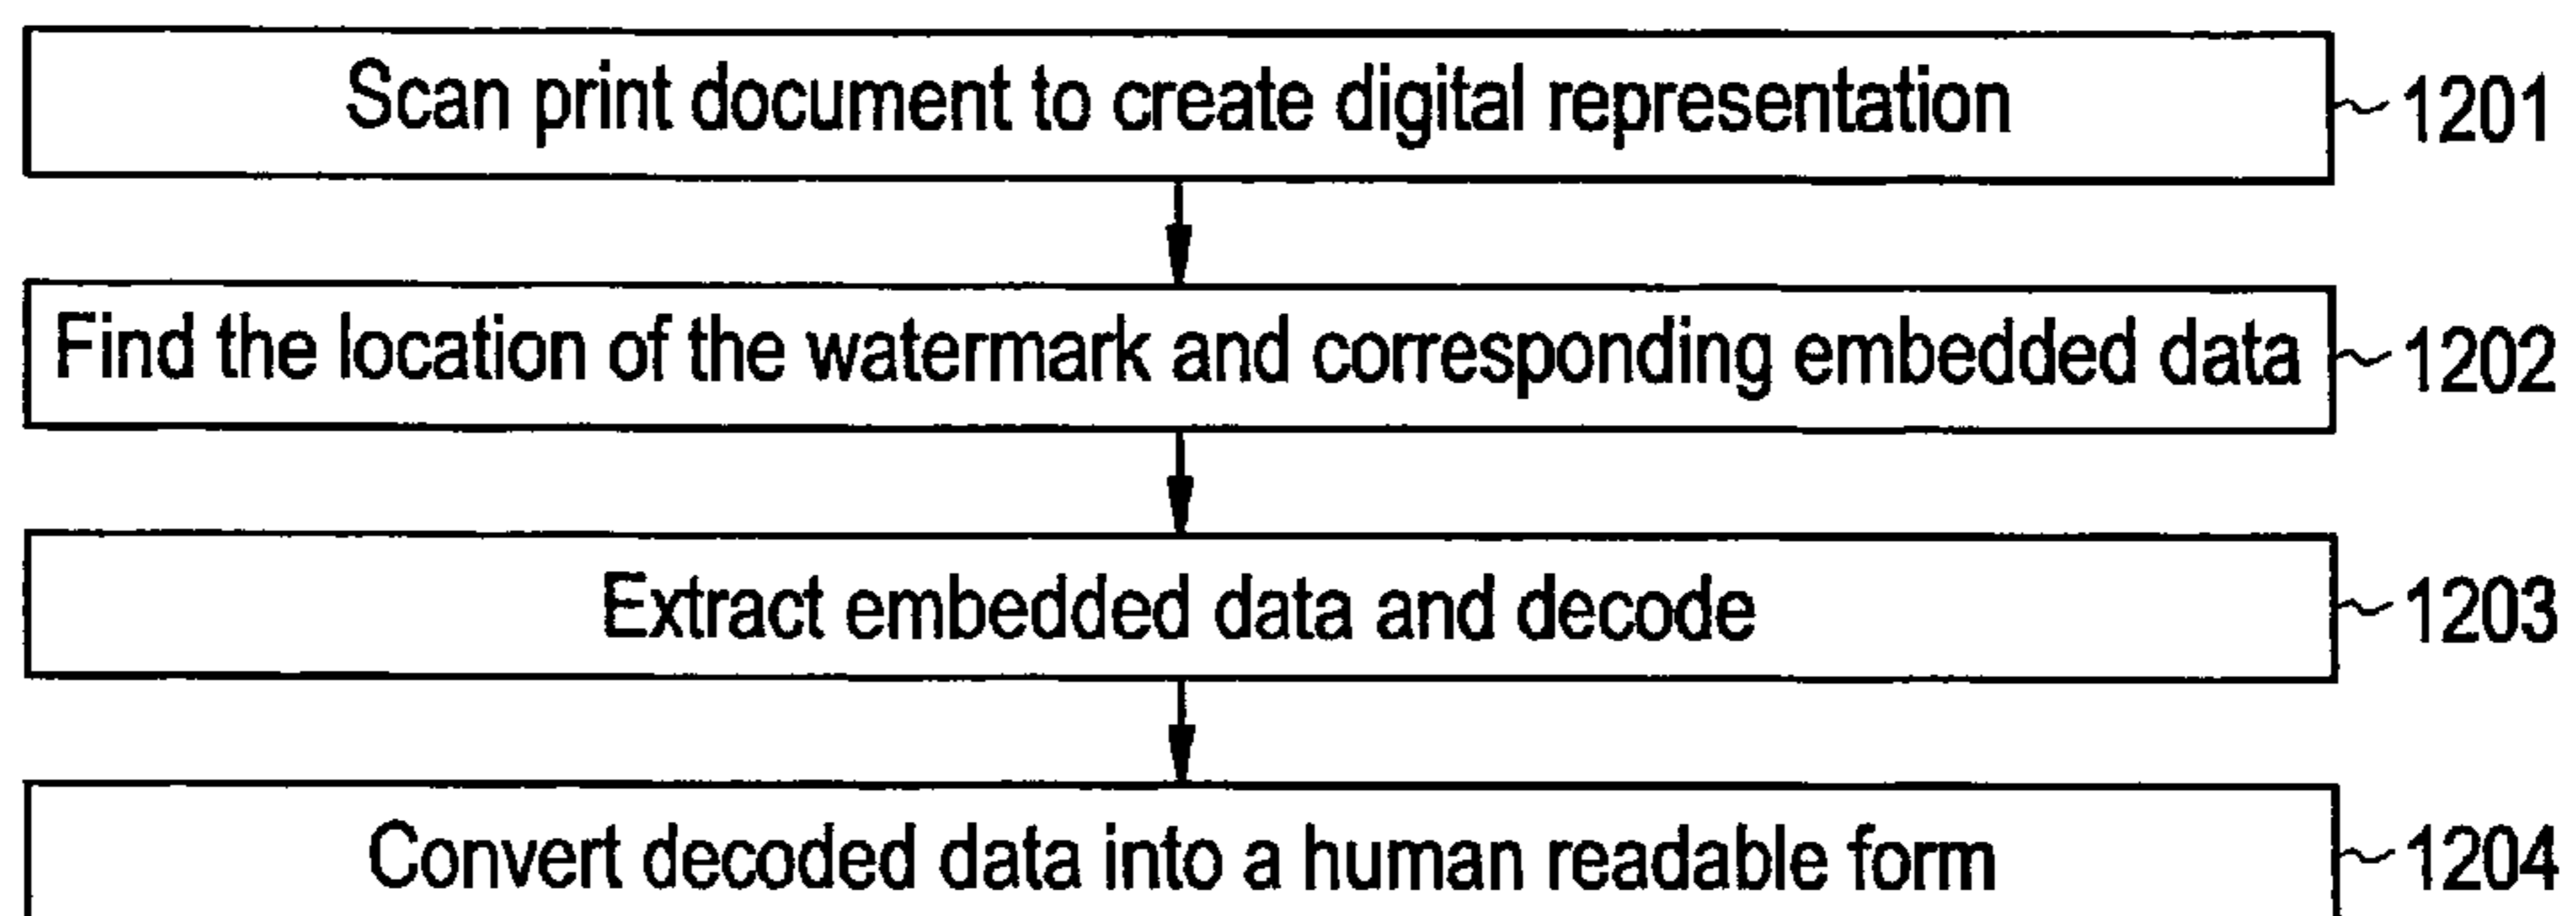 Scan print document to create digital representation 1201
Find the location of the watermark and corresponding embedded data 1202
Extract embedded data and decode 1203
Convert decoded data into a human readable form 1204